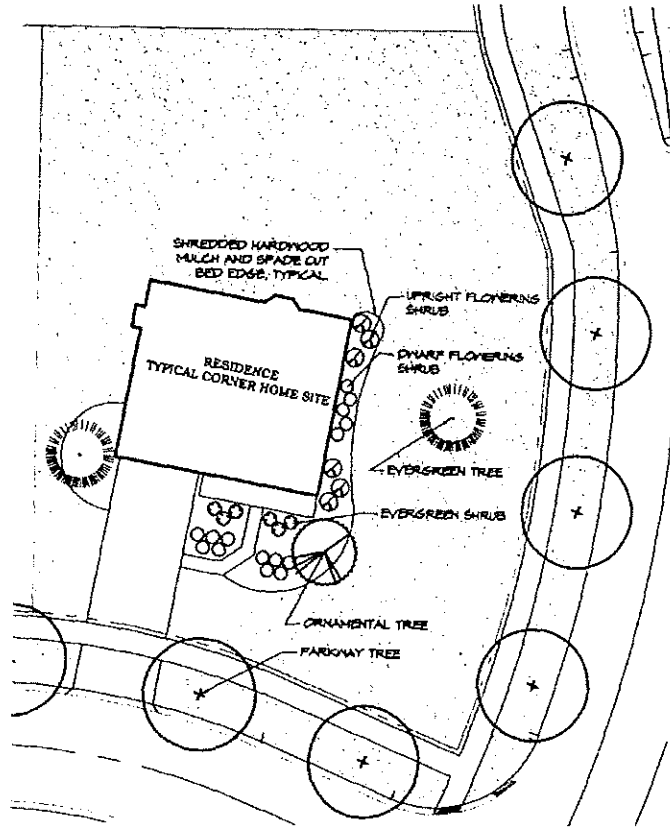 SHREDDED HARDWOOD
MULCH AND SPADE CUT
BED EDGE, TYPICAL
UPRIGHT FLOWERING
SHRUB
DWARF FLOWERING
SHRUB
RESIDENCE
TYPICAL CORNER HOME SITE
EVERGREEN TREE
EVERGREEN SHRUB
ORNAMENTAL TREE
PARKWAY TREE